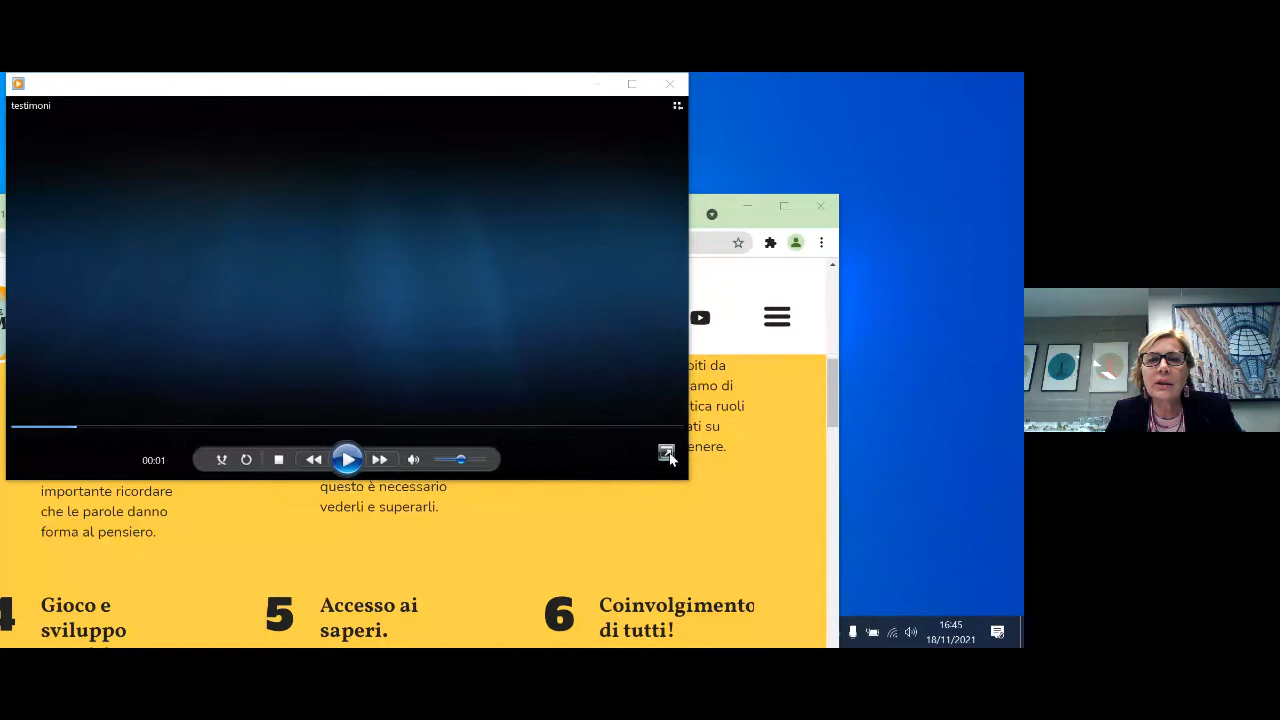 testimoni
00:01
biti da
amo di
tica ruoli
ati su
enere.
importante ricordare
che le parole danno
forma al pensiero.
questo è necessario
vederli e superarli.
4 Gioco e
sviluppo
5 Accesso ai
saperi.
6 Coinvolgimento
di tutti!
16:45
18/11/2021